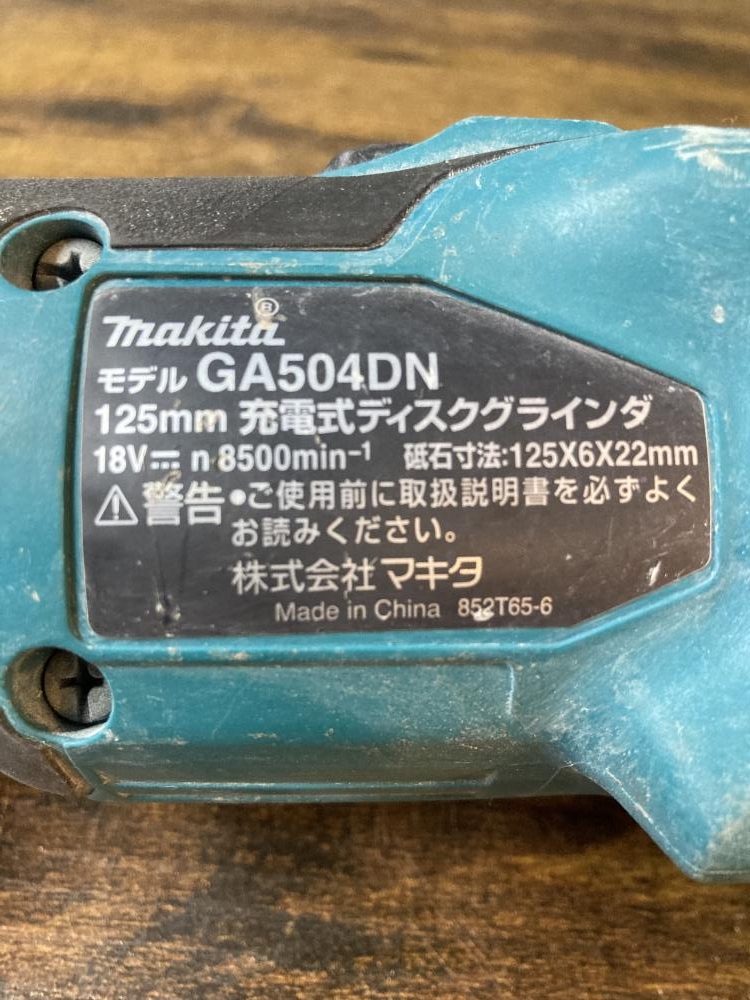 makita®
モデル GA504DN
125mm 充電式ディスクグラインダ
18V⎓ n 8500min⁻¹ 砥石寸法:125X6X22mm
⚠警告 ●ご使用前に取扱説明書を必ずよく
お読みください。
株式会社マキタ
Made in China 852T65-6